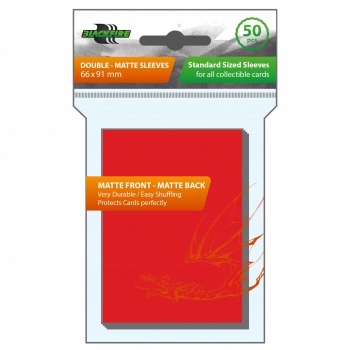 BLACKFIRE
50
pcs
DOUBLE - MATTE SLEEVES
66 x 91 mm
Standard Sized Sleeves
for all collectible cards
MATTE FRONT - MATTE BACK
Very Durable / Easy Shuffling
Protects Cards perfectly